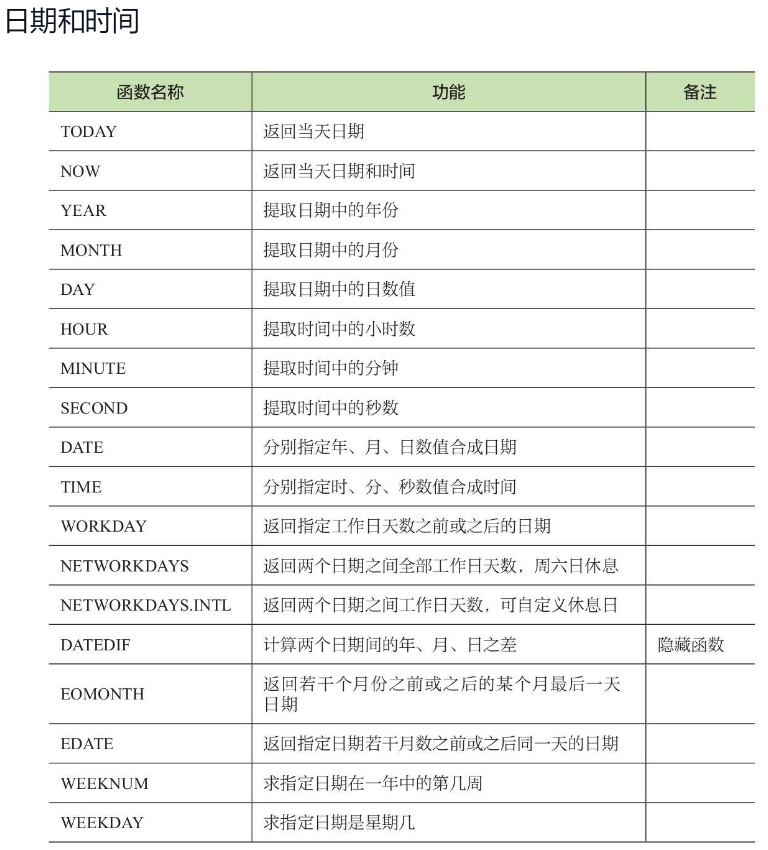 日期和时间
函数名称 功能 备注
TODAY 返回当天日期
NOW 返回当天日期和时间
YEAR 提取日期中的年份
MONTH 提取日期中的月份
DAY 提取日期中的日数值
HOUR 提取时间中的小时数
MINUTE 提取时间中的分钟
SECOND 提取时间中的秒数
DATE 分别指定年、月、日数值合成日期
TIME 分别指定时、分、秒数值合成时间
WORKDAY 返回指定工作日天数之前或之后的日期
NETWORKDAYS 返回两个日期之间全部工作日天数，周六日休息
NETWORKDAYS.INTL 返回两个日期之间工作日天数，可自定义休息日
DATEDIF 计算两个日期间的年、月、日之差 隐藏函数
EOMONTH 返回若干个月份之前或之后的某个月最后一天
日期
EDATE 返回指定日期若干月数之前或之后同一天的日期
WEEKNUM 求指定日期在一年中的第几周
WEEKDAY 求指定日期是星期几